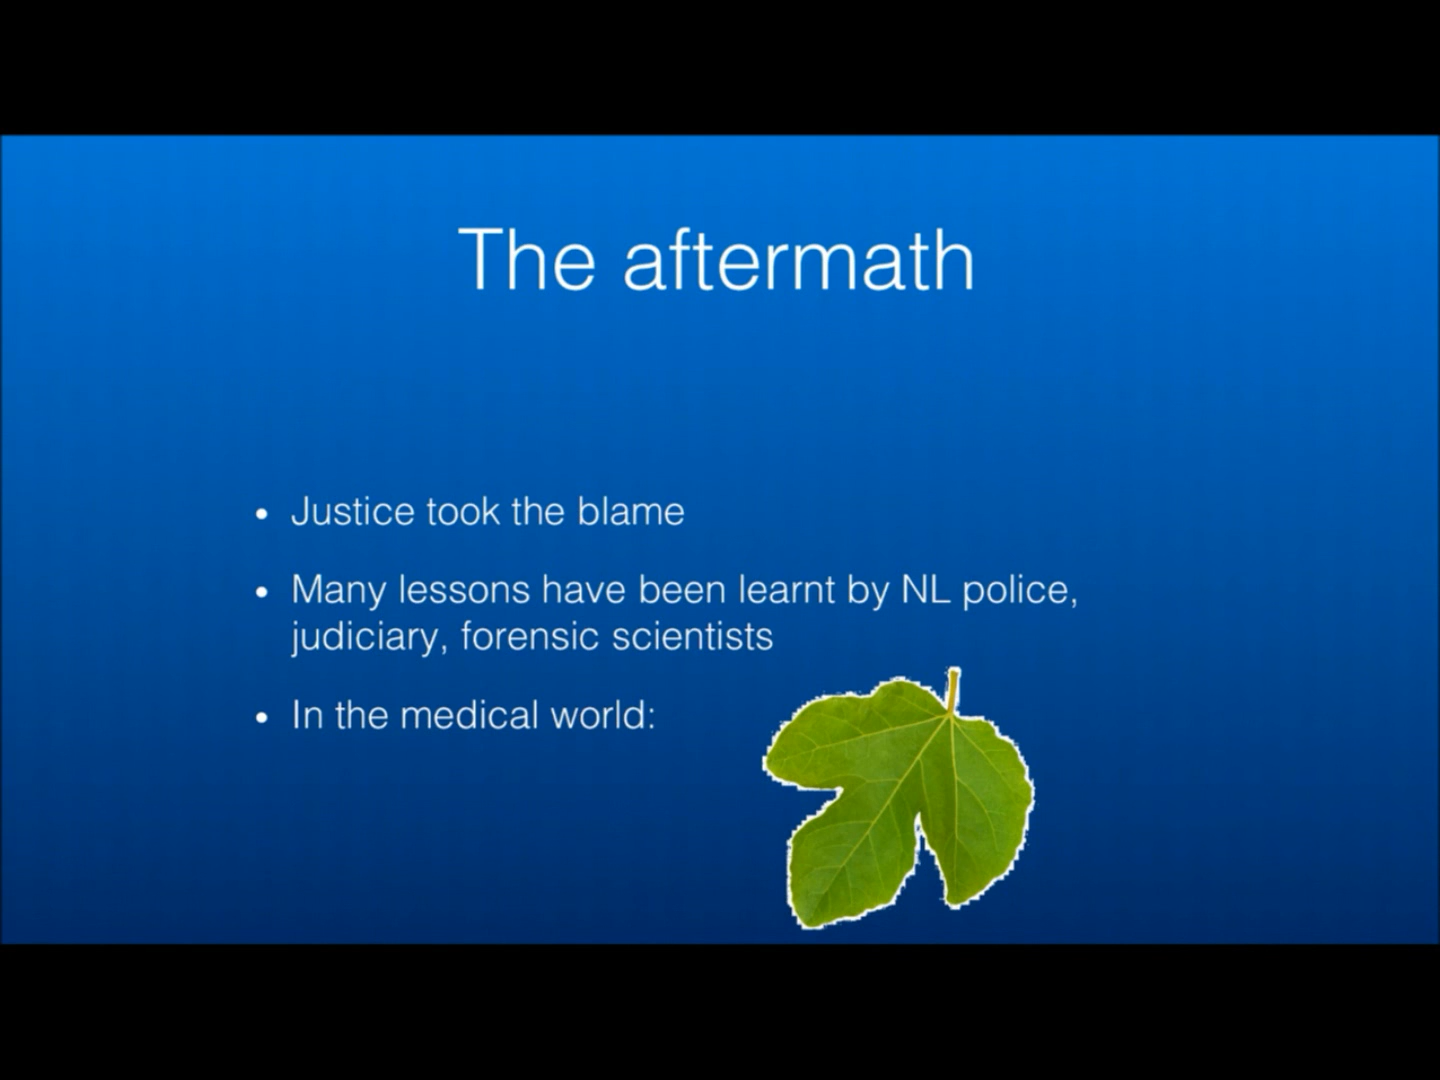 The aftermath
• Justice took the blame
• Many lessons have been learnt by NL police,
judiciary, forensic scientists
• In the medical world: